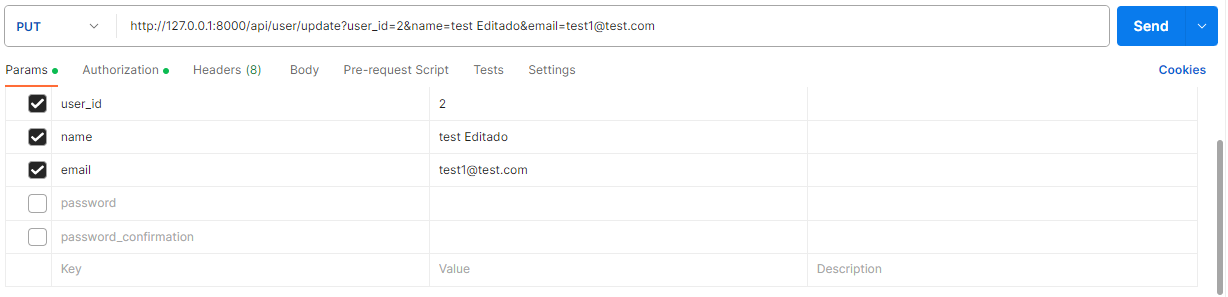 PUT http://127.0.0.1:8000/api/user/update?user_id=2&name=test Editado&email=test1@test.com Send
Params Authorization Headers (8) Body Pre-request Script Tests Settings Cookies
user_id 2
name test Editado
email test1@test.com
password
password_confirmation
Key Value Description